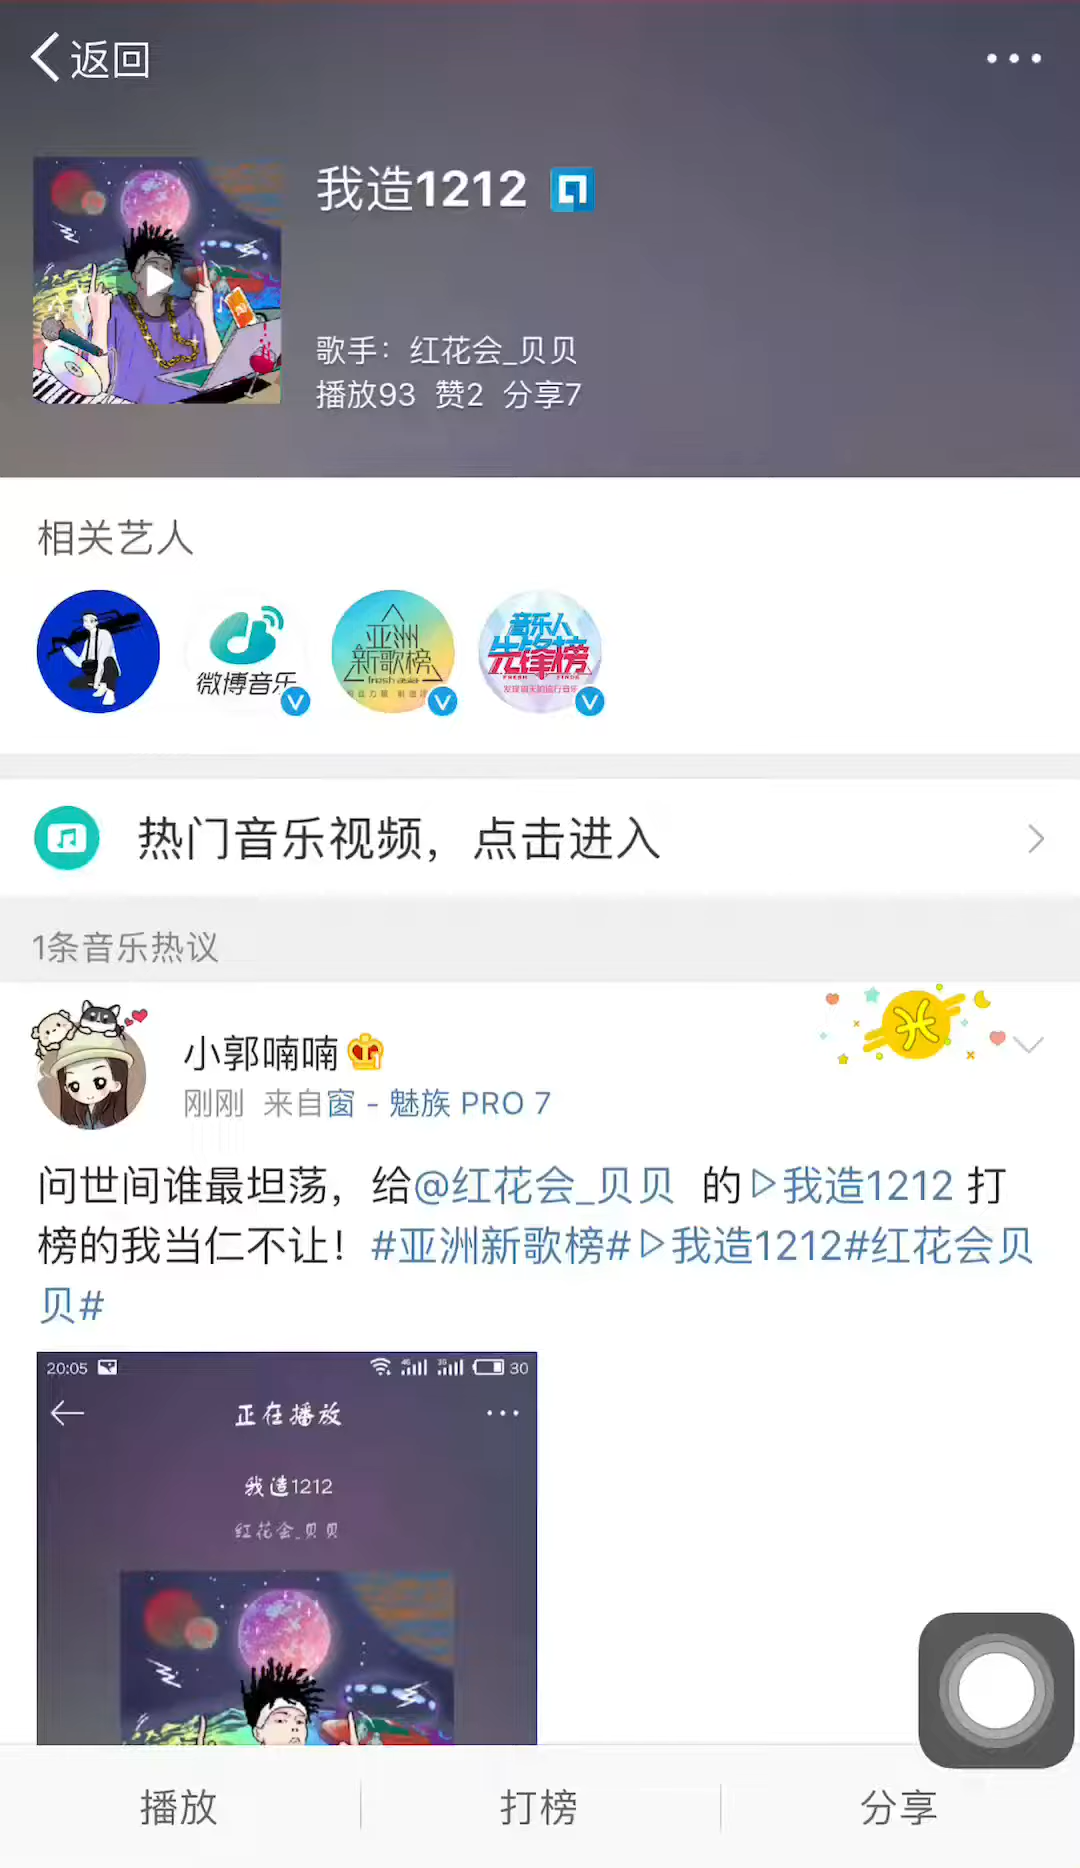 返回
我造1212
歌手：红花会_贝贝
播放93 赞2 分享7
相关艺人
微博音乐
亚洲
新歌榜
音乐人
先锋榜
热门音乐视频，点击进入
1条音乐热议
小郭喃喃
刚刚 来自窗 - 魅族 PRO 7
问世间谁最坦荡，给@红花会_贝贝 的▷我造1212 打
榜的我当仁不让！#亚洲新歌榜#▷我造1212#红花会贝
贝#
20:05 30
正在播放
我造1212
红花会_贝贝
播放 打榜 分享